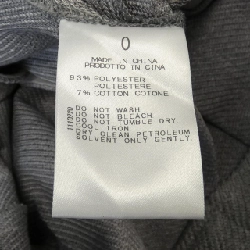 0
MADE IN CHINA
PRODOTTO IN CINA
93% POLYESTER
POLIESTERE
7% COTTON COTONE
DO NOT WASH
DO NOT BLEACH
DO NOT TUMBLE DRY
IRON
DRY CLEAN PETROLEUM
SOLVENT ONLY GENTLY.